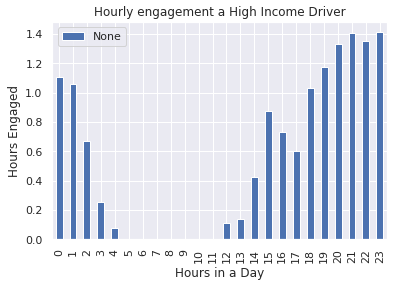 Hourly engagement a High Income Driver
None
Hours Engaged
1.4
1.2
1.0
0.8
0.6
0.4
0.2
0.0
0 1 2 3 4 5 6 7 8 9 10 11 12 13 14 15 16 17 18 19 20 21 22 23
Hours in a Day